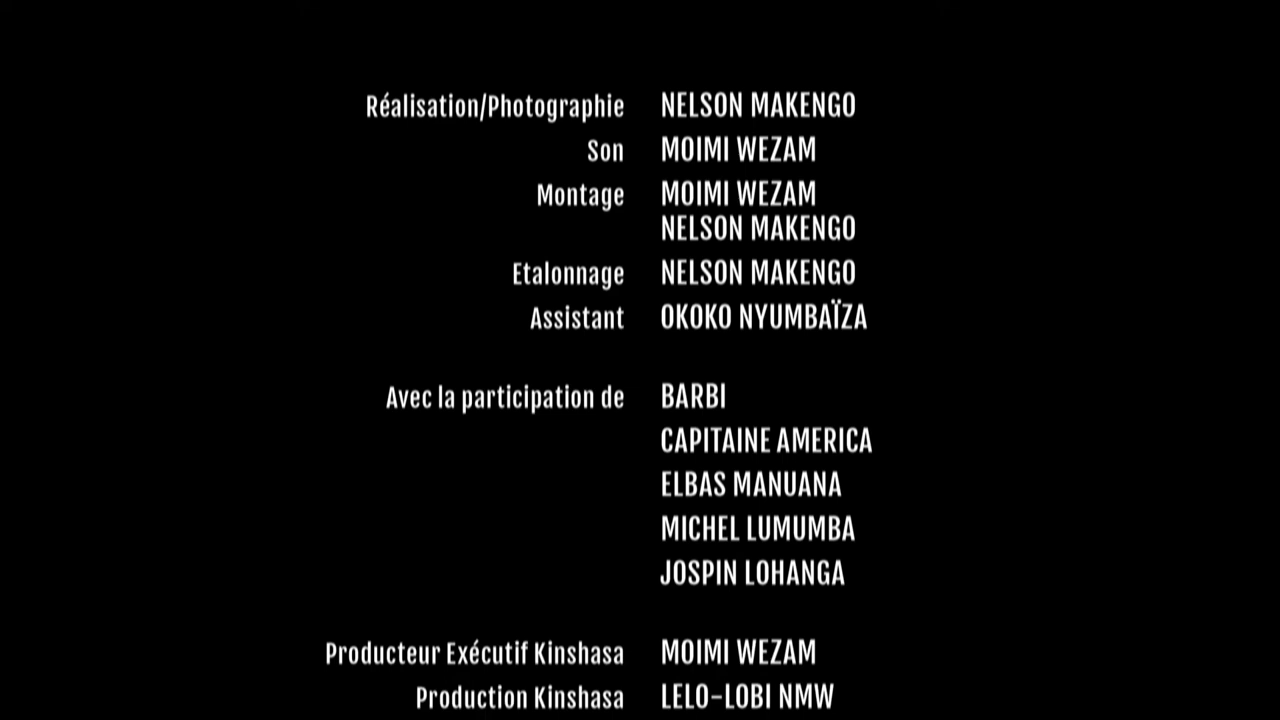 Réalisation/Photographie NELSON MAKENGO
Son MOIMI WEZAM
Montage MOIMI WEZAM
NELSON MAKENGO
Etalonnage NELSON MAKENGO
Assistant OKOKO NYUMBAÏZA
Avec la participation de BARBI
CAPITAINE AMERICA
ELBAS MANUANA
MICHEL LUMUMBA
JOSPIN LOHANGA
Producteur Exécutif Kinshasa MOIMI WEZAM
Production Kinshasa LELO-LOBI NMW